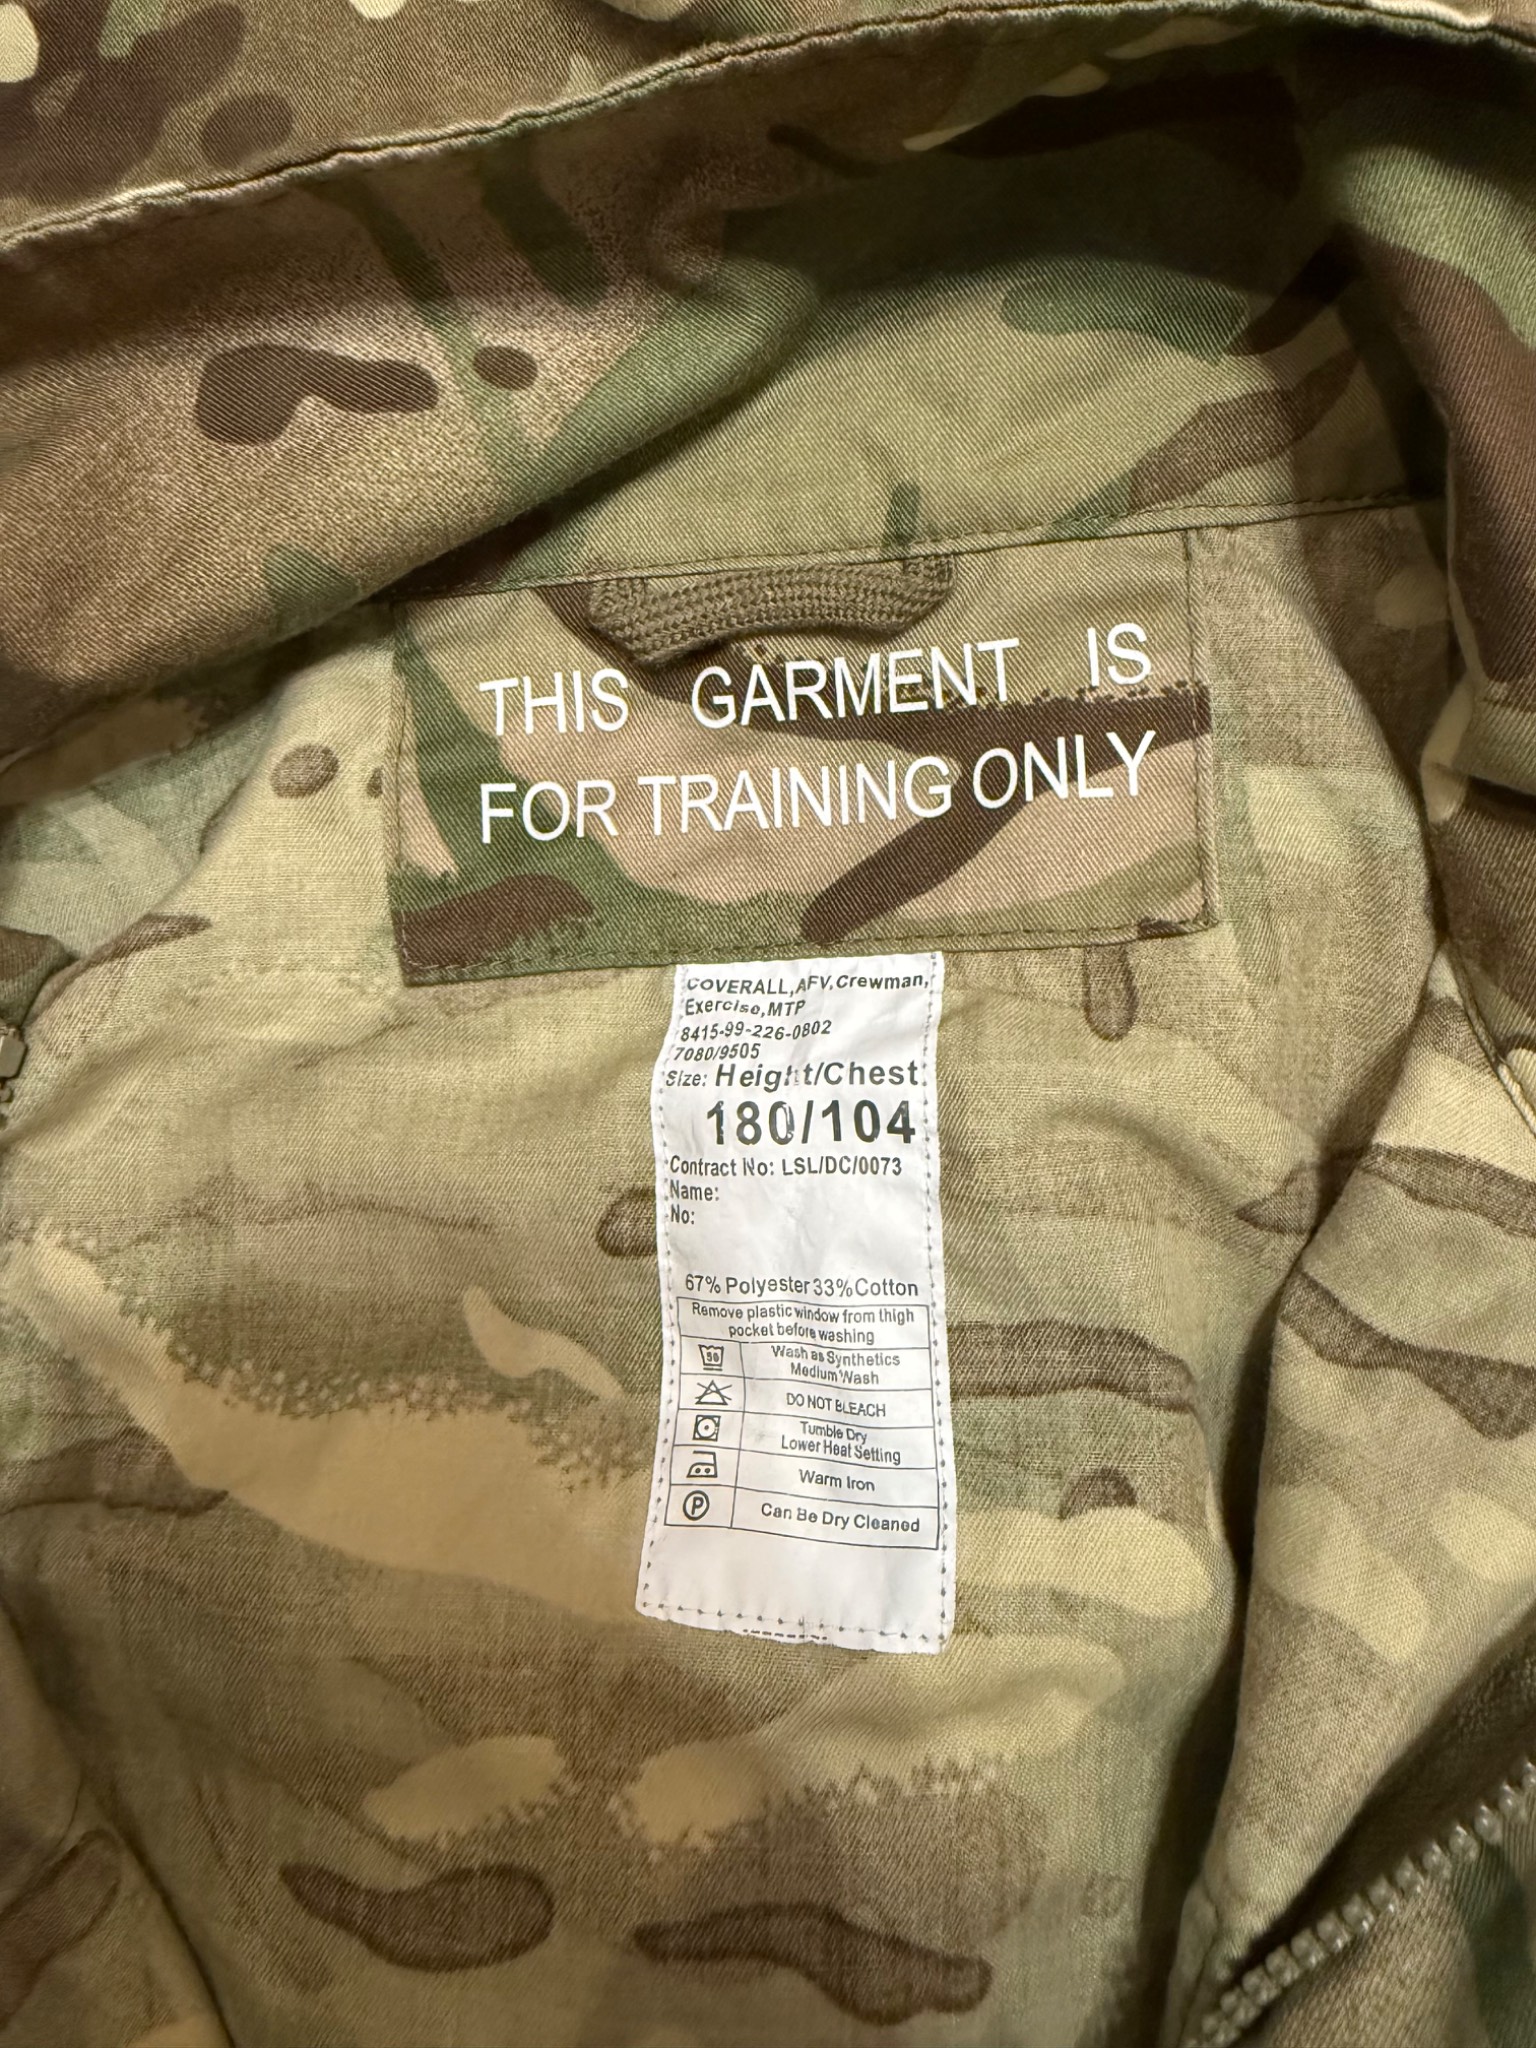 THIS GARMENT IS
FOR TRAINING ONLY
COVERALL,AFV,Crewman,
Exercise,MTP
8415-99-226-0802
7080/9505
Size: Height/Chest
180/104
Contract No: LSL/DC/0073
Name:
No:
67% Polyester 33% Cotton
Remove plastic window from thigh
pocket before washing
50
Wash as Synthetics
Medium Wash
DO NOT BLEACH
Tumble Dry
Lower Heat Setting
Warm Iron
P
Can Be Dry Cleaned